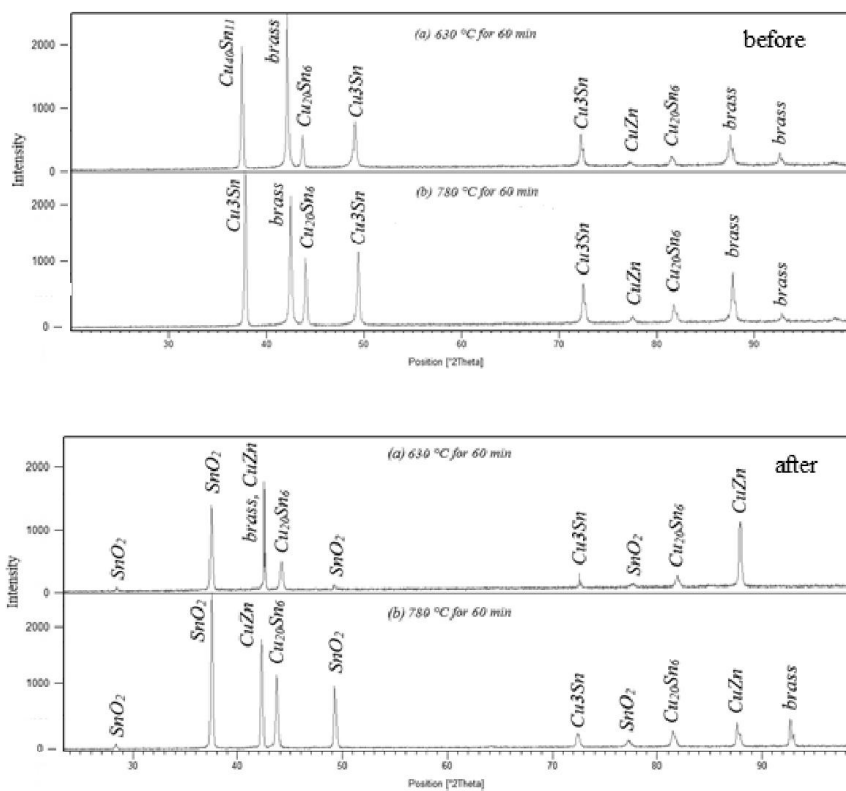 (a) 630 °C for 60 min
before
2000
1000
0
Intensity
Cu₄₀Sn₁₁
brass
Cu₂₀Sn₆
Cu3Sn
Cu3Sn
CuZn
Cu₂₀Sn₆
brass
brass
(b) 780 °C for 60 min
2000
1000
0
Cu3Sn
brass
Cu₂₀Sn₆
Cu3Sn
Cu3Sn
CuZn
Cu₂₀Sn₆
brass
brass
30 40 50 60 70 80 90
Position [°2Theta]
(a) 630 °C for 60 min
after
2000
1000
0
Intensity
SnO₂
SnO₂
brass, CuZn
Cu₂₀Sn₆
SnO₂
Cu3Sn
SnO₂
Cu₂₀Sn₆
CuZn
(b) 780 °C for 60 min
2000
1000
0
SnO₂
SnO₂
CuZn
Cu₂₀Sn₆
SnO₂
Cu3Sn
SnO₂
Cu₂₀Sn₆
CuZn
brass
30 40 50 60 70 80 90
Position [°2Theta]